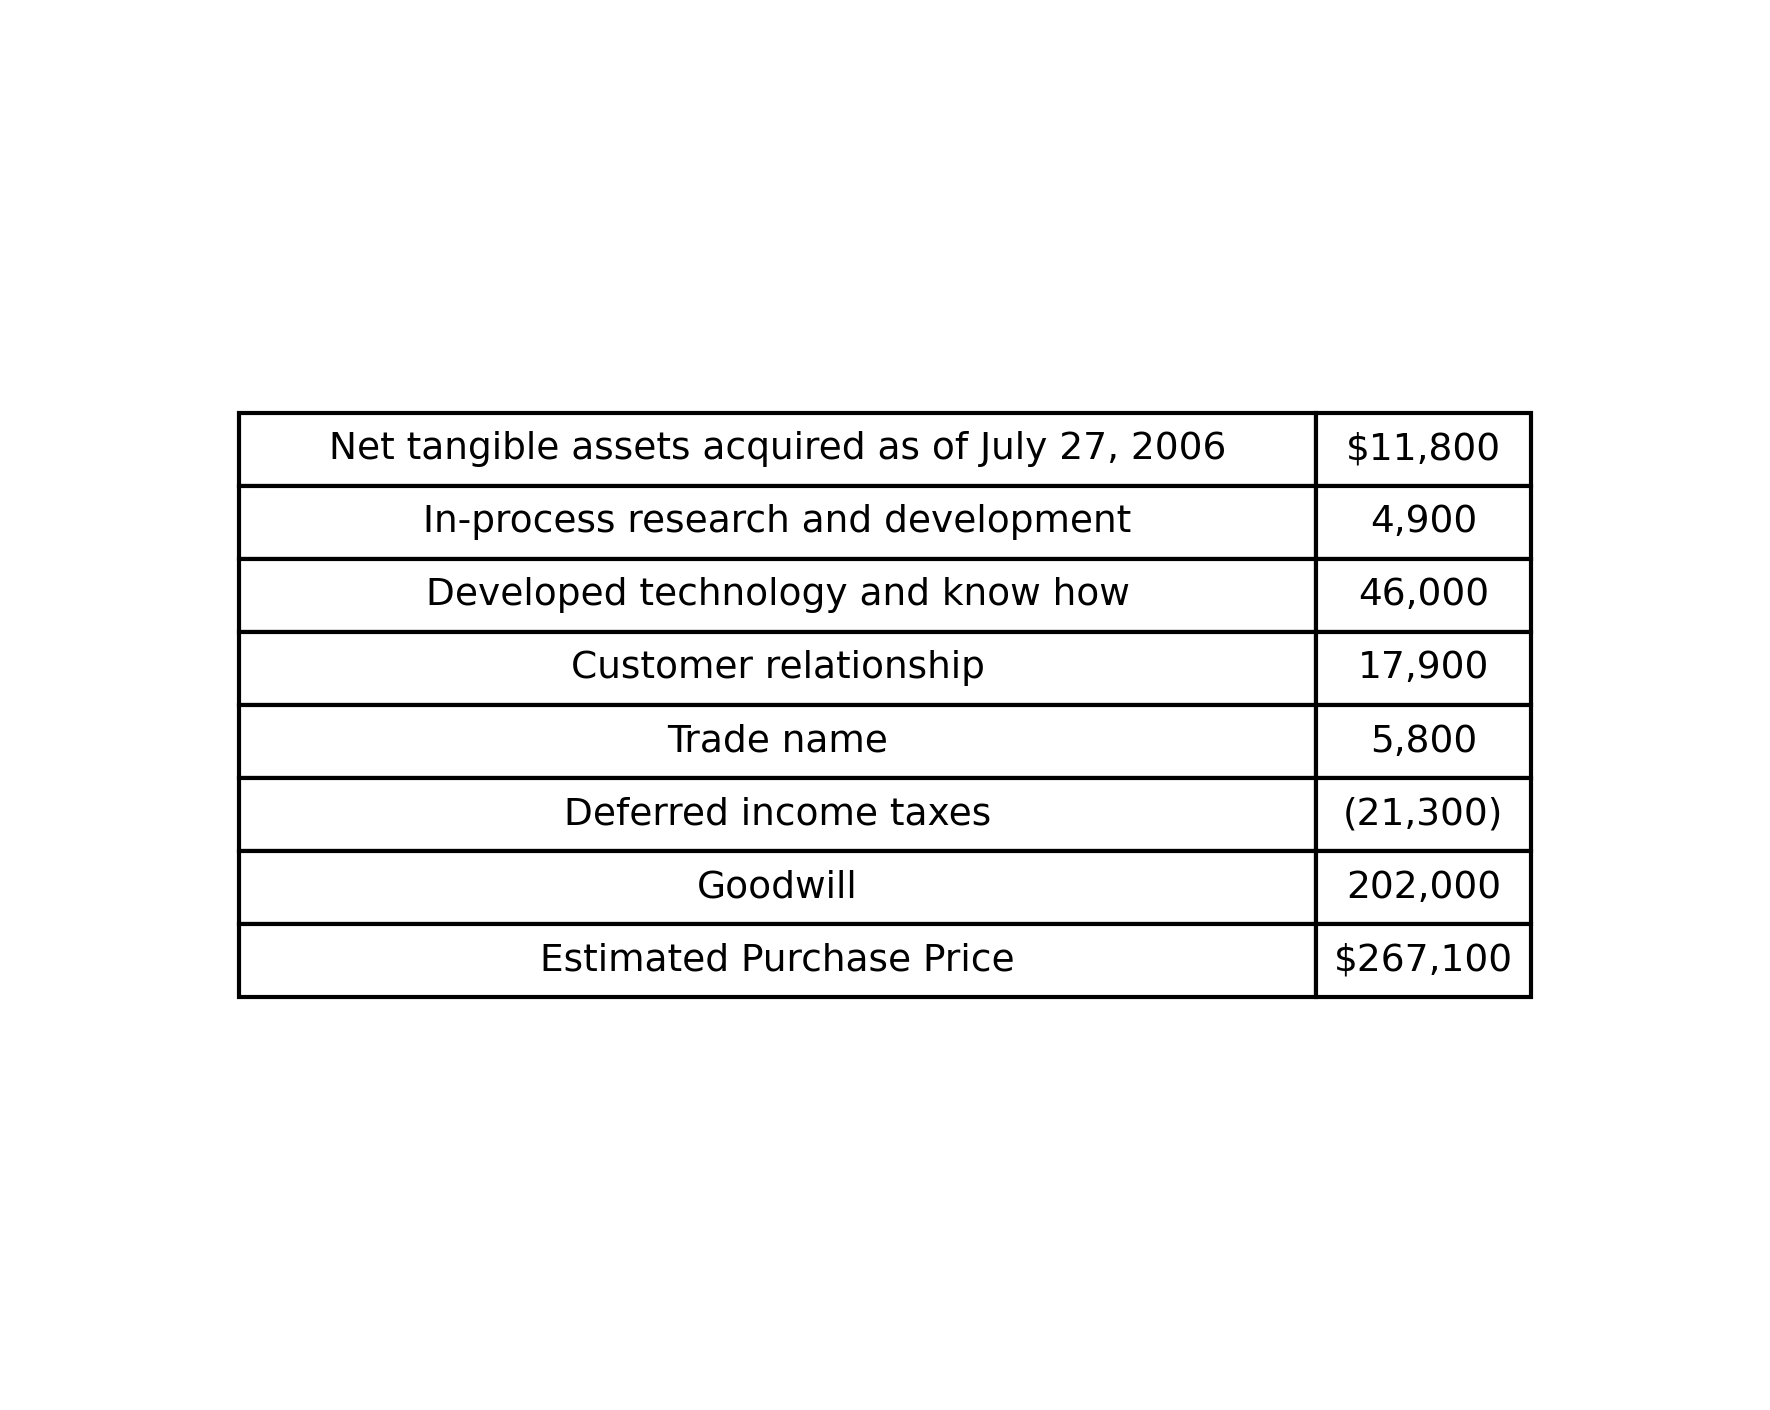 Net tangible assets acquired as of July 27, 2006 $11,800
In-process research and development 4,900
Developed technology and know how 46,000
Customer relationship 17,900
Trade name 5,800
Deferred income taxes (21,300)
Goodwill 202,000
Estimated Purchase Price $267,100